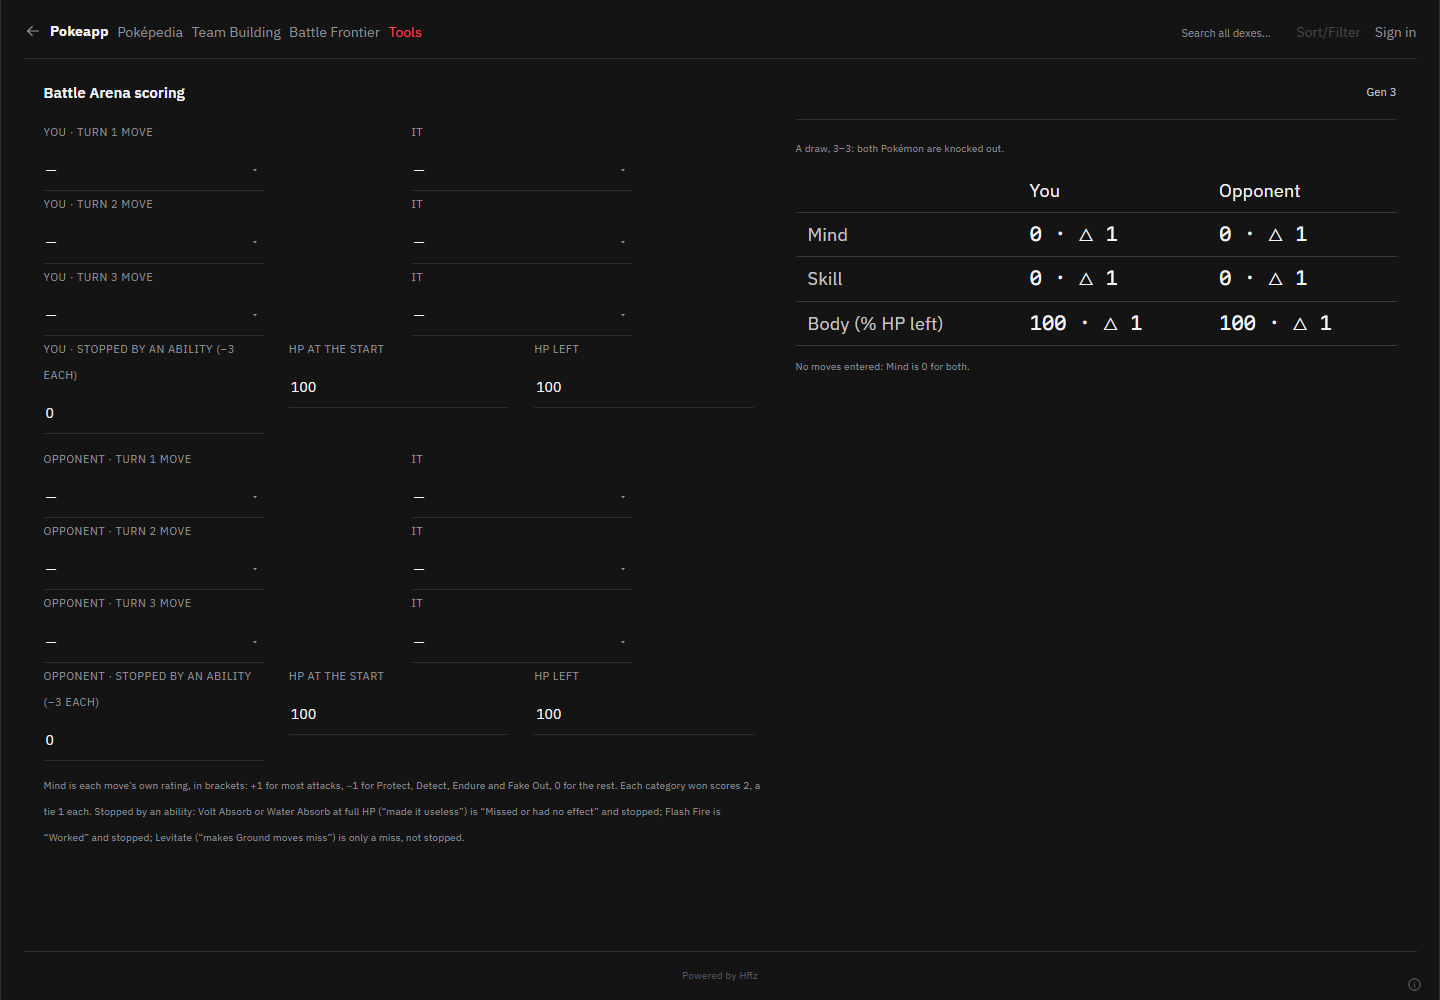 ← Pokeapp Poképedia Team Building Battle Frontier Tools Search all dexes... Sort/Filter Sign in
Battle Arena scoring
YOU · TURN 1 MOVE IT
— —
YOU · TURN 2 MOVE IT
— —
YOU · TURN 3 MOVE IT
— —
YOU · STOPPED BY AN ABILITY (−3
EACH)
0
HP AT THE START
100
HP LEFT
100
OPPONENT · TURN 1 MOVE IT
— —
OPPONENT · TURN 2 MOVE IT
— —
OPPONENT · TURN 3 MOVE IT
— —
OPPONENT · STOPPED BY AN ABILITY
(−3 EACH)
0
HP AT THE START
100
HP LEFT
100
Mind is each move’s own rating, in brackets: +1 for most attacks, −1 for Protect, Detect, Endure and Fake Out, 0 for the rest. Each category won scores 2, a
tie 1 each. Stopped by an ability: Volt Absorb or Water Absorb at full HP (“made it useless”) is “Missed or had no effect” and stopped; Flash Fire is
“Worked” and stopped; Levitate (“makes Ground moves miss”) is only a miss, not stopped.
Gen 3
A draw, 3–3: both Pokémon are knocked out.
You Opponent
Mind 0 · △ 1 0 · △ 1
Skill 0 · △ 1 0 · △ 1
Body (% HP left) 100 · △ 1 100 · △ 1
No moves entered: Mind is 0 for both.
Powered by HRz